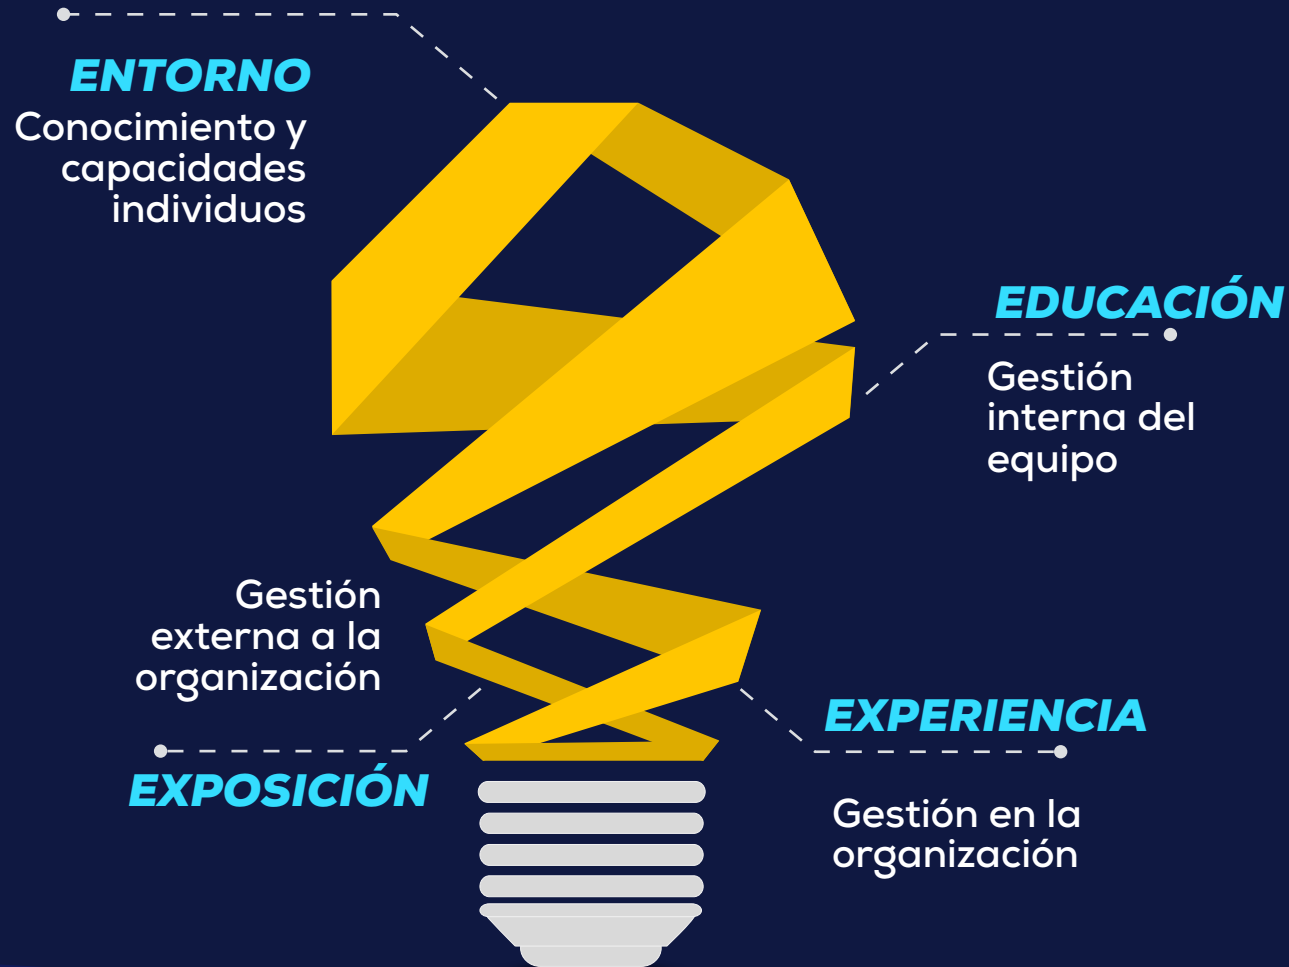 ENTORNO
Conocimiento y
capacidades
individuos
EDUCACIÓN
Gestión
interna del
equipo
Gestión
externa a la
organización
EXPOSICIÓN
EXPERIENCIA
Gestión en la
organización